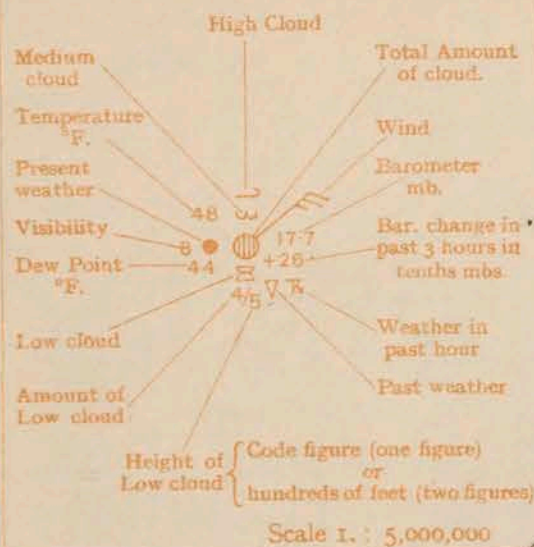 High Cloud
Medium
cloud
Total Amount
of cloud.
Temperature
°F.
Wind
Present
weather
Barometer
mb.
48
Visibility
8
17.7
Bar. change in
past 3 hours in
tenths mbs.
+26
Dew Point
°F.
44
4/5
Low cloud
Weather in
past hour
Amount of
Low cloud
Past weather
Height of
Low cloud
Code figure (one figure)
or
hundreds of feet (two figures)
Scale 1. : 5,000,000